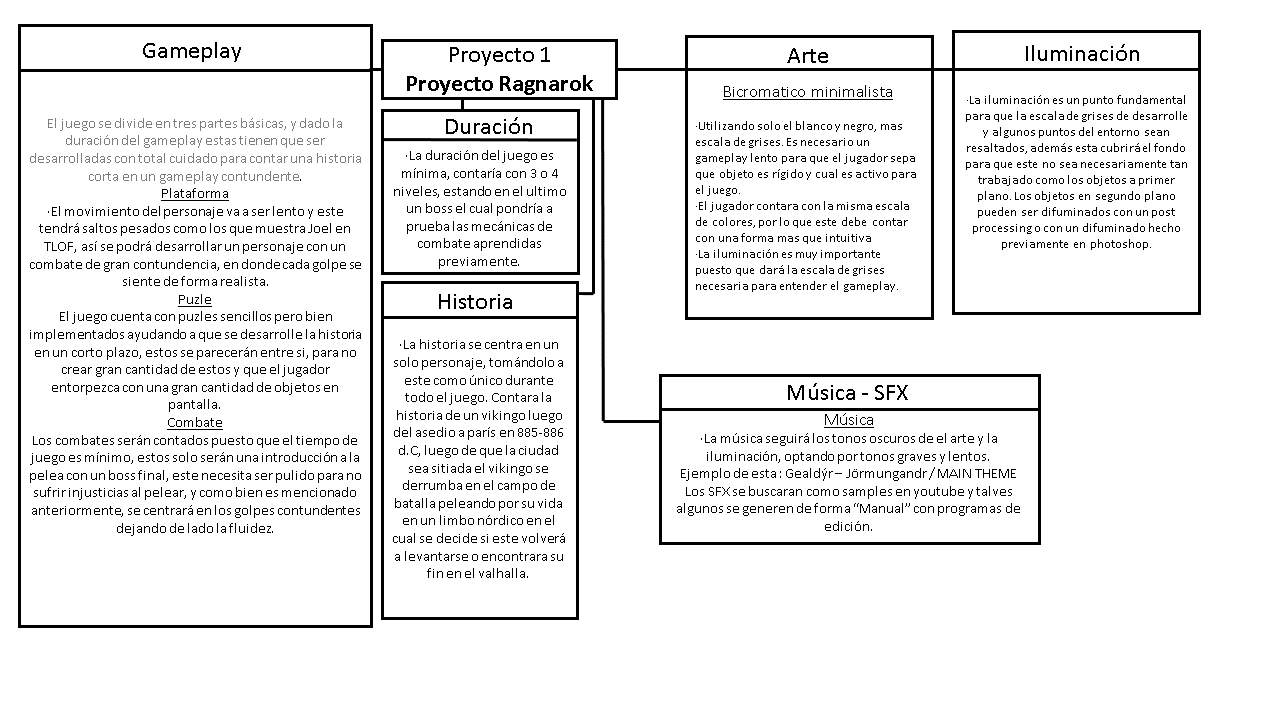 Gameplay
El juego se divide en tres partes básicas, y dado la
duración del gameplay estas tienen que ser
desarrolladas con total cuidado para contar una historia
corta en un gameplay contundente.
Plataforma
·El movimiento del personaje va a ser lento y este
tendrá saltos pesados como los que muestra Joel en
TLOF, así se podrá desarrollar un personaje con un
combate de gran contundencia, en donde cada golpe se
siente de forma realista.
Puzle
El juego cuenta con puzles sencillos pero bien
implementados ayudando a que se desarrolle la historia
en un corto plazo, estos se parecerán entre si, para no
crear gran cantidad de estos y que el jugador
entorpezca con una gran cantidad de objetos en
pantalla.
Combate
Los combates serán contados puesto que el tiempo de
juego es mínimo, estos solo serán una introducción a la
pelea con un boss final, este necesita ser pulido para no
sufrir injusticias al pelear, y como bien es mencionado
anteriormente, se centrará en los golpes contundentes
dejando de lado la fluidez.
Proyecto 1
Proyecto Ragnarok
Duración
·La duración del juego es
mínima, contaría con 3 o 4
niveles, estando en el ultimo
un boss el cual pondría a
prueba las mecánicas de
combate aprendidas
previamente.
Historia
·La historia se centra en un
solo personaje, tomándolo a
este como único durante
todo el juego. Contara la
historia de un vikingo luego
del asedio a parís en 885-886
d.C, luego de que la ciudad
sea sitiada el vikingo se
derrumba en el campo de
batalla peleando por su vida
en un limbo nórdico en el
cual se decide si este volverá
a levantarse o encontrara su
fin en el valhalla.
Arte
Bicromatico minimalista
·Utilizando solo el blanco y negro, mas
escala de grises. Es necesario un
gameplay lento para que el jugador sepa
que objeto es rígido y cual es activo para
el juego.
·El jugador contara con la misma escala
de colores, por lo que este debe contar
con una forma mas que intuitiva
·La iluminación es muy importante
puesto que dará la escala de grises
necesaria para entender el gameplay.
Iluminación
·La iluminación es un punto fundamental
para que la escala de grises de desarrolle
y algunos puntos del entorno sean
resaltados, además esta cubrirá el fondo
para que este no sea necesariamente tan
trabajado como los objetos a primer
plano. Los objetos en segundo plano
pueden ser difuminados con un post
processing o con un difuminado hecho
previamente en photoshop.
Música - SFX
Música
·La música seguirá los tonos oscuros de el arte y la
iluminación, optando por tonos graves y lentos.
Ejemplo de esta : Gealdýr – Jörmungandr / MAIN THEME
Los SFX se buscaran como samples en youtube y talves
algunos se generen de forma “Manual” con programas de
edición.